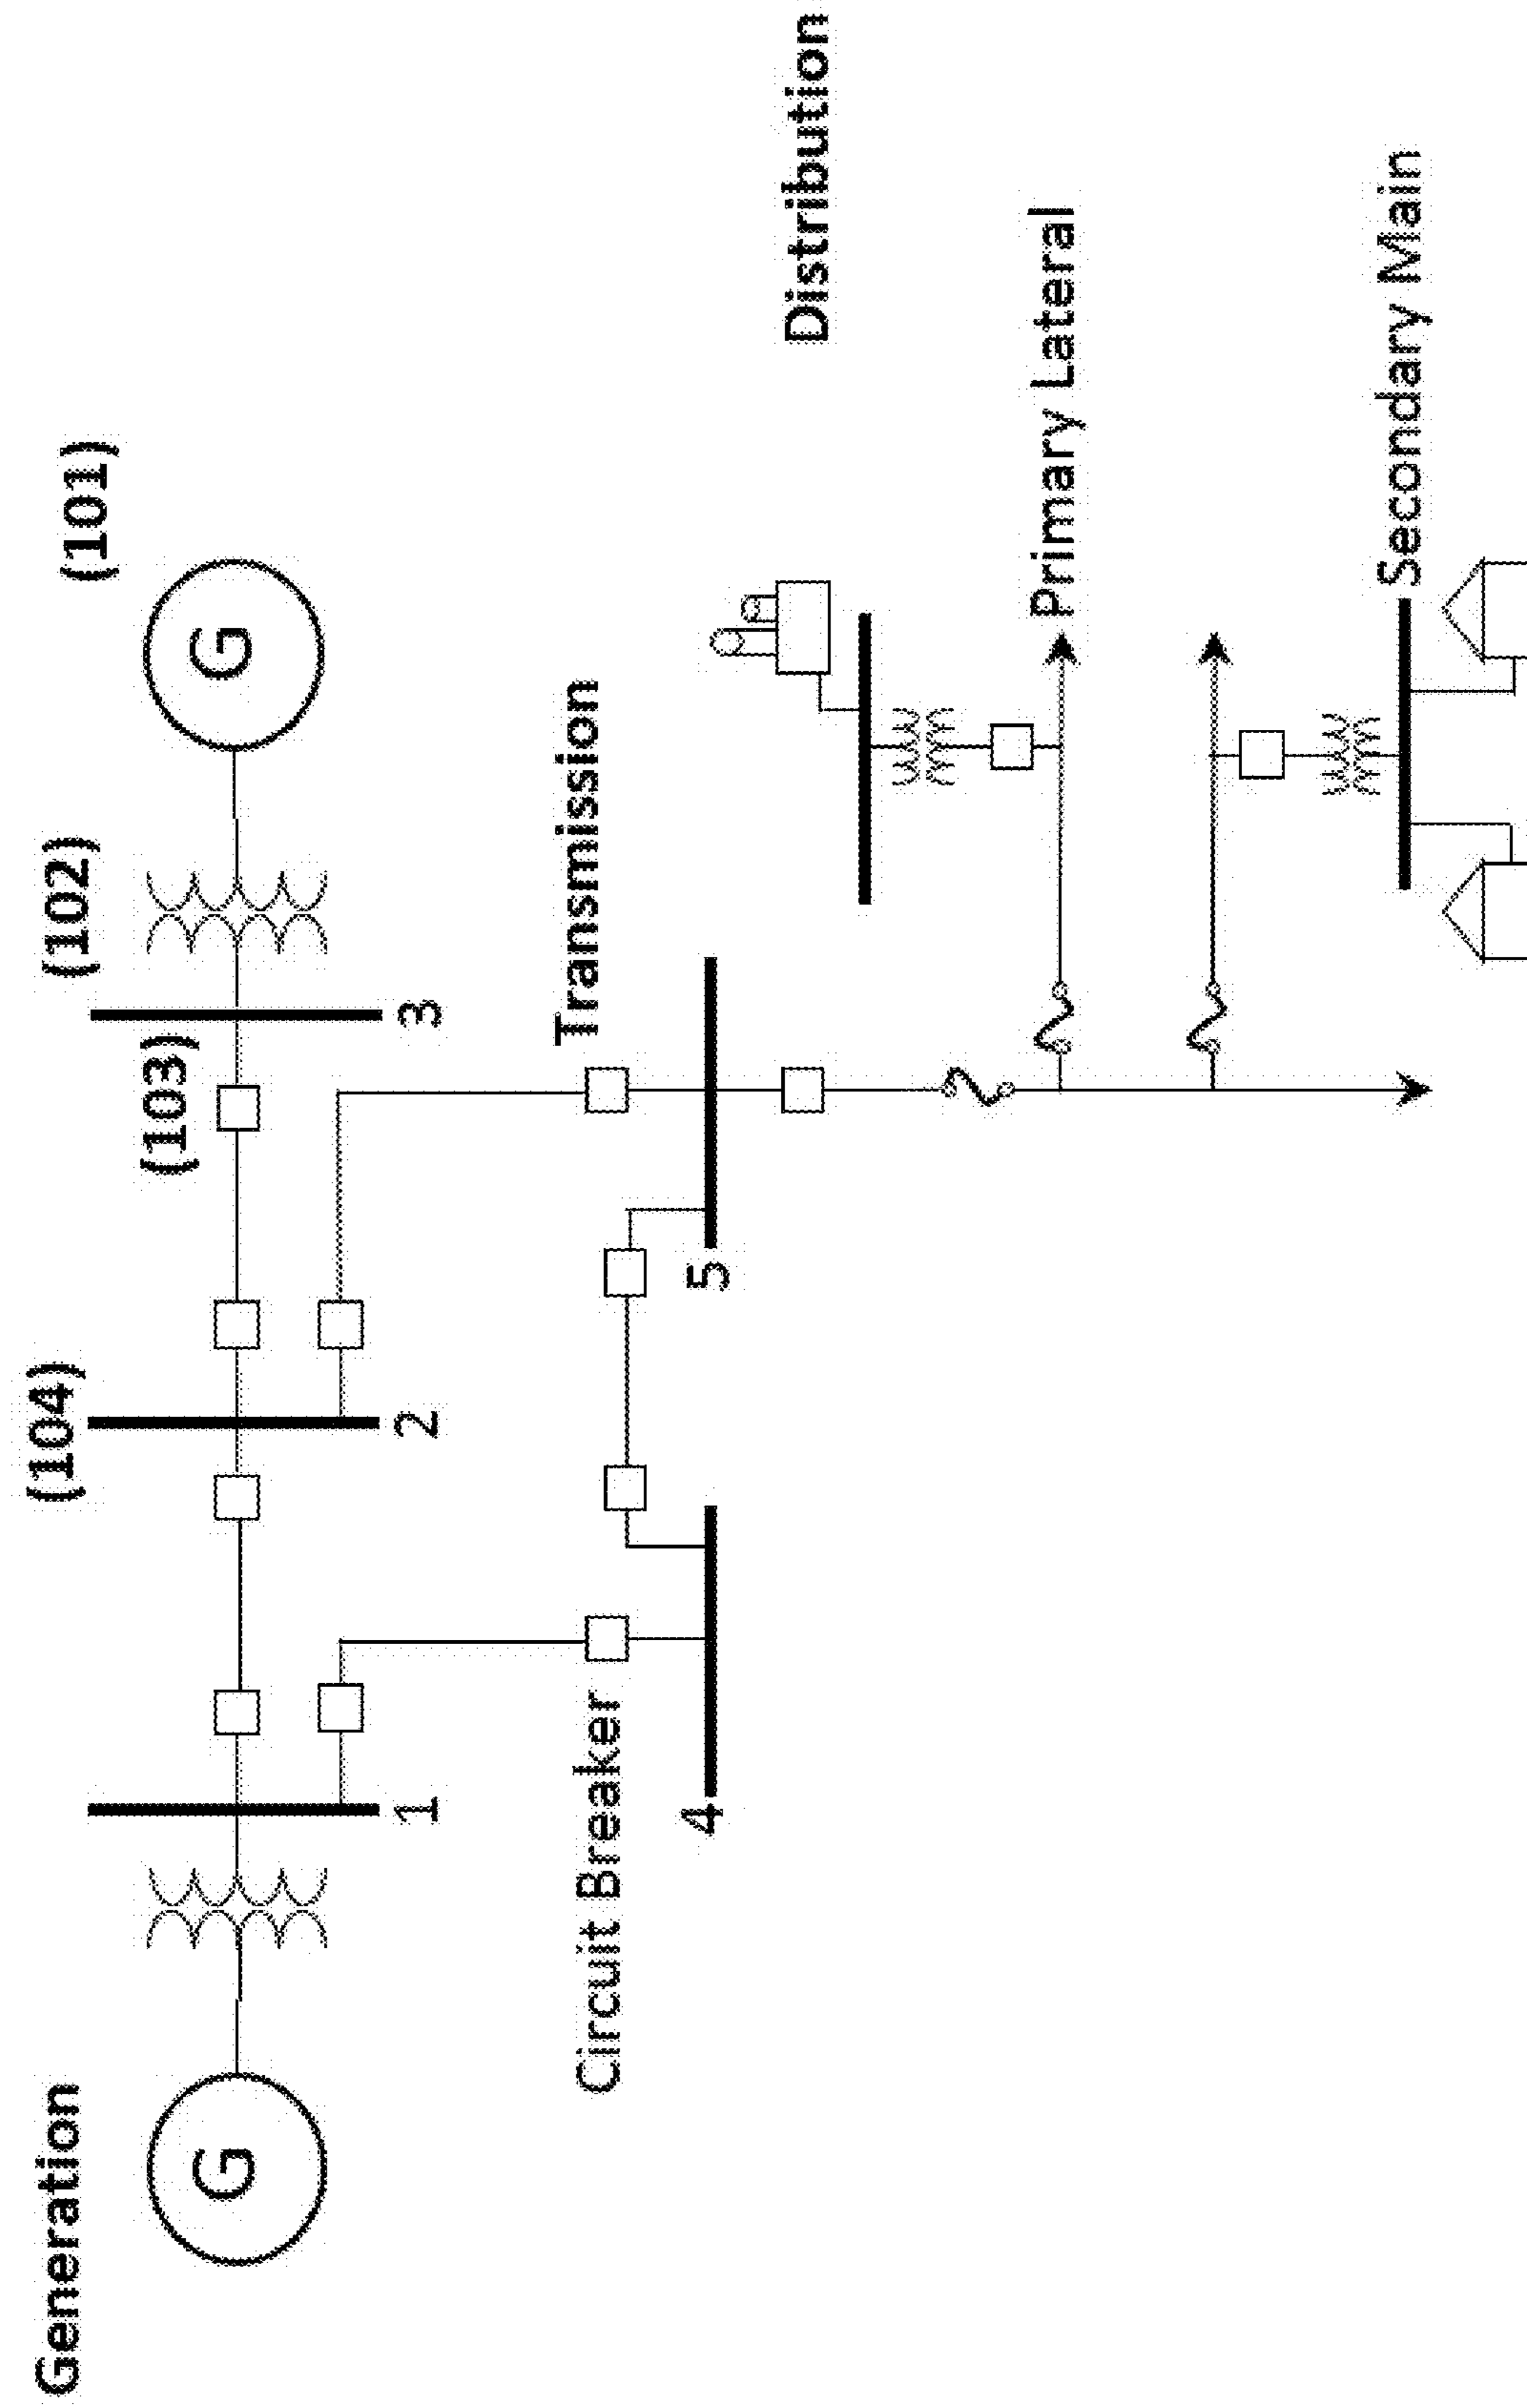 Generation
(104)
(102)
(101)
(103)
G
G
1
2
3
Circuit Breaker
Transmission
4
5
Distribution
Primary Lateral
Secondary Main